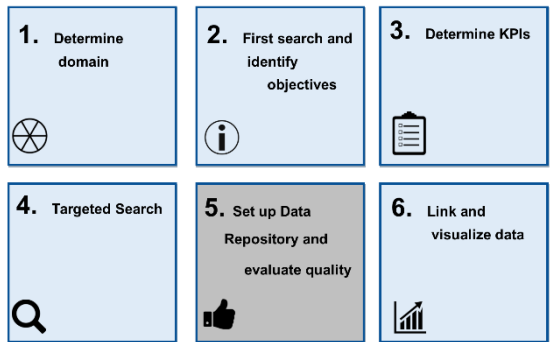 1. Determine
domain
2. First search and
identify
objectives
3. Determine KPIs
4. Targeted Search
5. Set up Data
Repository and
evaluate quality
6. Link and
visualize data